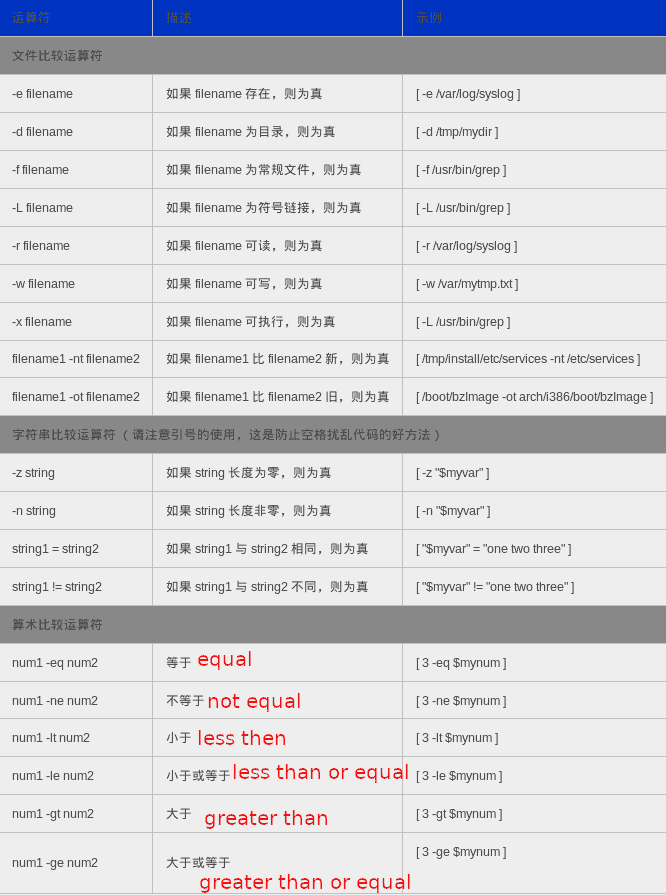 运算符 描述 示例
文件比较运算符
-e filename 如果 filename 存在，则为真 [ -e /var/log/syslog ]
-d filename 如果 filename 为目录，则为真 [ -d /tmp/mydir ]
-f filename 如果 filename 为常规文件，则为真 [ -f /usr/bin/grep ]
-L filename 如果 filename 为符号链接，则为真 [ -L /usr/bin/grep ]
-r filename 如果 filename 可读，则为真 [ -r /var/log/syslog ]
-w filename 如果 filename 可写，则为真 [ -w /var/mytmp.txt ]
-x filename 如果 filename 可执行，则为真 [ -L /usr/bin/grep ]
filename1 -nt filename2 如果 filename1 比 filename2 新，则为真 [ /tmp/install/etc/services -nt /etc/services ]
filename1 -ot filename2 如果 filename1 比 filename2 旧，则为真 [ /boot/bzImage -ot arch/i386/boot/bzImage ]
字符串比较运算符 （请注意引号的使用，这是防止空格扰乱代码的好方法）
-z string 如果 string 长度为零，则为真 [ -z "$myvar" ]
-n string 如果 string 长度非零，则为真 [ -n "$myvar" ]
string1 = string2 如果 string1 与 string2 相同，则为真 [ "$myvar" = "one two three" ]
string1 != string2 如果 string1 与 string2 不同，则为真 [ "$myvar" != "one two three" ]
算术比较运算符
num1 -eq num2 等于 equal [ 3 -eq $mynum ]
num1 -ne num2 不等于 not equal [ 3 -ne $mynum ]
num1 -lt num2 小于 less then [ 3 -lt $mynum ]
num1 -le num2 小于或等于 less than or equal [ 3 -le $mynum ]
num1 -gt num2 大于 greater than [ 3 -gt $mynum ]
num1 -ge num2 大于或等于 [ 3 -ge $mynum ]
greater than or equal